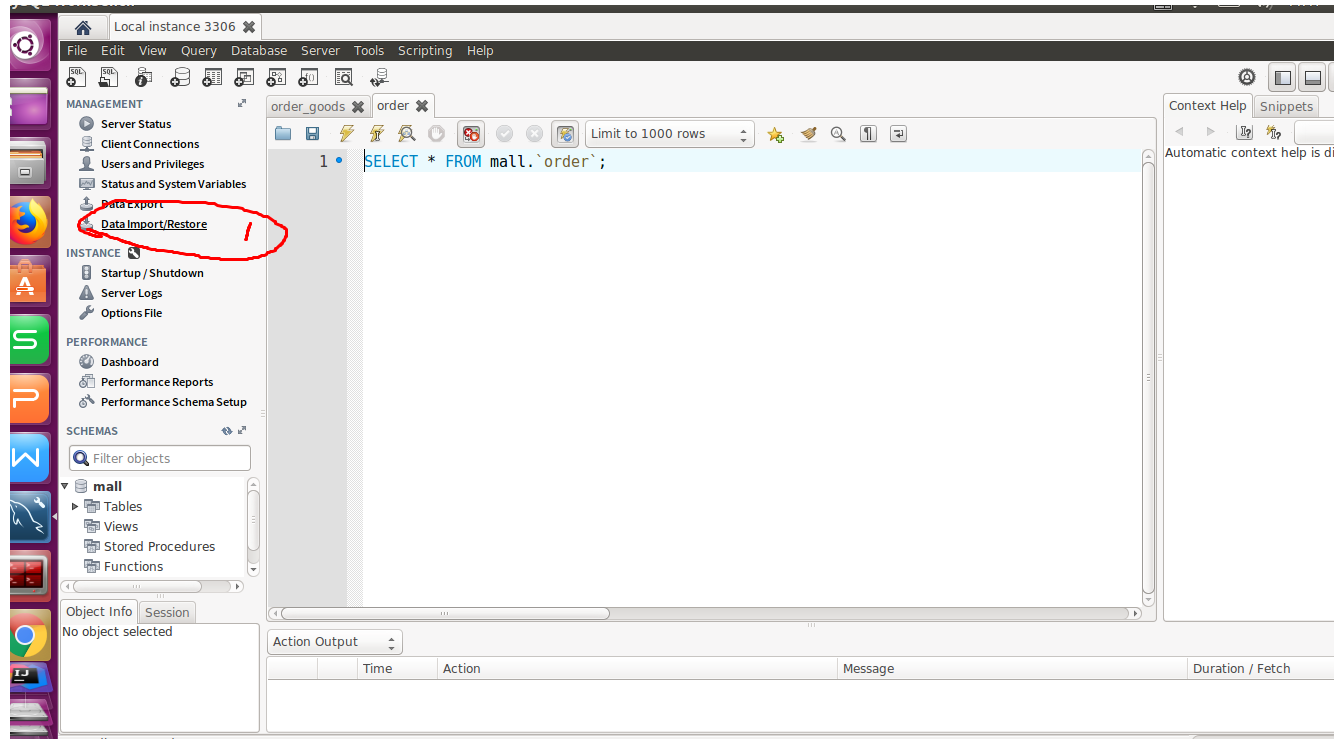 Local instance 3306
File Edit View Query Database Server Tools Scripting Help
MANAGEMENT
Server Status
Client Connections
Users and Privileges
Status and System Variables
Data Export
Data Import/Restore
1
INSTANCE
Startup / Shutdown
Server Logs
Options File
PERFORMANCE
Dashboard
Performance Reports
Performance Schema Setup
SCHEMAS
Filter objects
mall
Tables
Views
Stored Procedures
Functions
Object Info Session
No object selected
order_goods order
Limit to 1000 rows
1 SELECT * FROM mall.`order`;
Context Help Snippets
Automatic context help is di
Action Output
Time Action Message Duration / Fetch